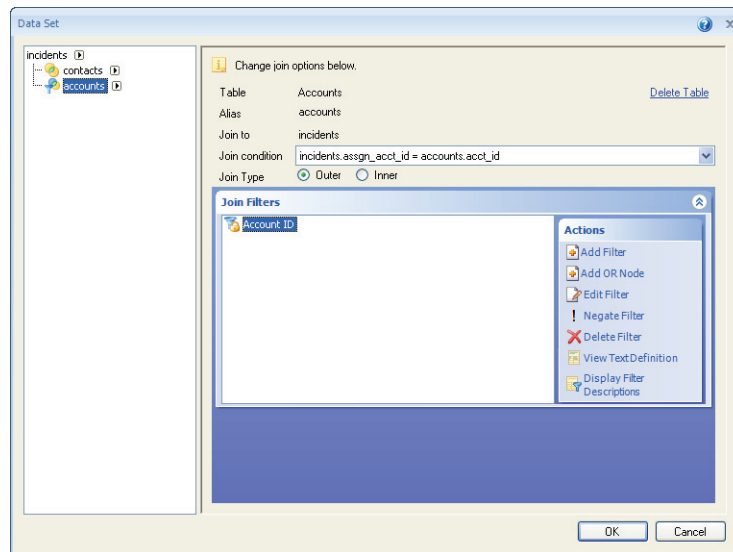 Data Set
incidents
contacts
accounts
Change join options below.
Table Accounts Delete Table
Alias accounts
Join to incidents
Join condition incidents.assgn_acct_id = accounts.acct_id
Join Type Outer Inner
Join Filters
Account ID
Actions
Add Filter
Add OR Node
Edit Filter
Negate Filter
Delete Filter
View Text Definition
Display Filter
Descriptions
OK Cancel